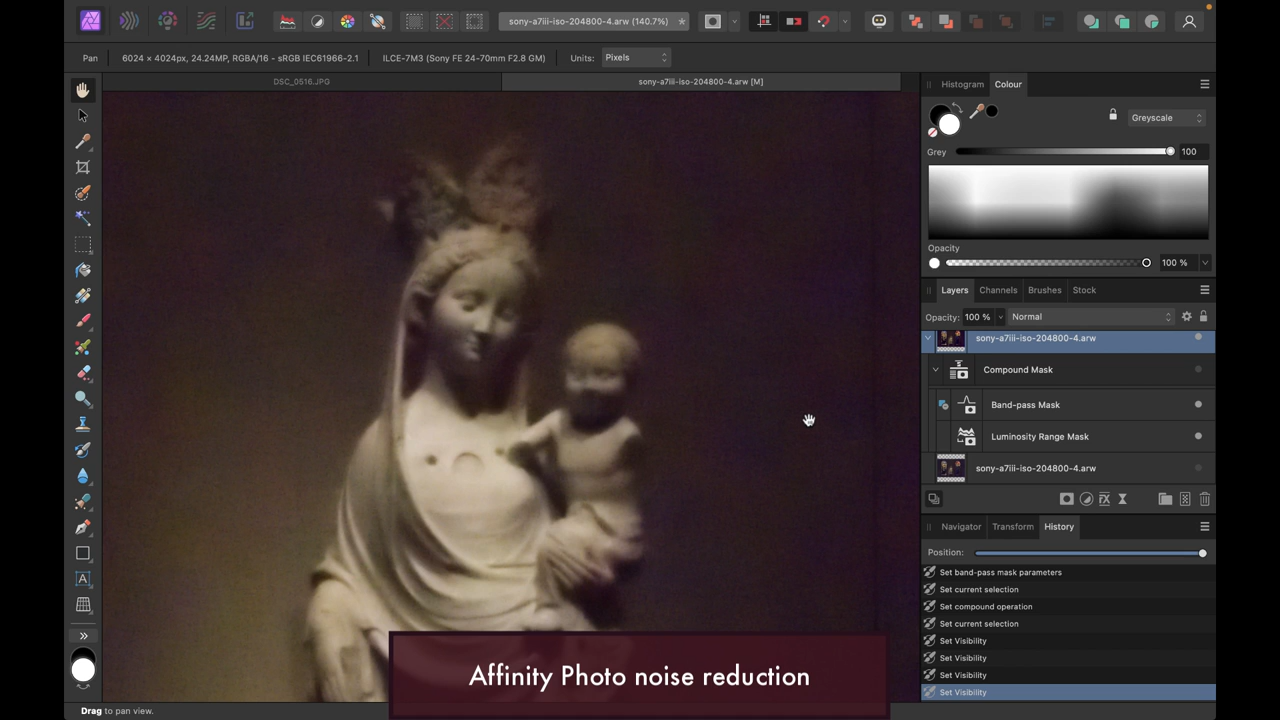 sony-a7iii-iso-204800-4.arw (140.7%) *
Pan
6024 × 4024px, 24.24MP, RGBA/16 - sRGB IEC61966-2.1
ILCE-7M3 (Sony FE 24-70mm F2.8 GM)
Units: Pixels
DSC_0516.JPG
sony-a7iii-iso-204800-4.arw [M]
Histogram Colour
Greyscale
Grey 100
Opacity
100 %
Layers Channels Brushes Stock
Opacity: 100 % Normal
sony-a7iii-iso-204800-4.arw
Compound Mask
Band-pass Mask
Luminosity Range Mask
sony-a7iii-iso-204800-4.arw
Navigator Transform History
Position:
Set band-pass mask parameters
Set current selection
Set compound operation
Set current selection
Set Visibility
Set Visibility
Set Visibility
Set Visibility
Affinity Photo noise reduction
Drag to pan view.